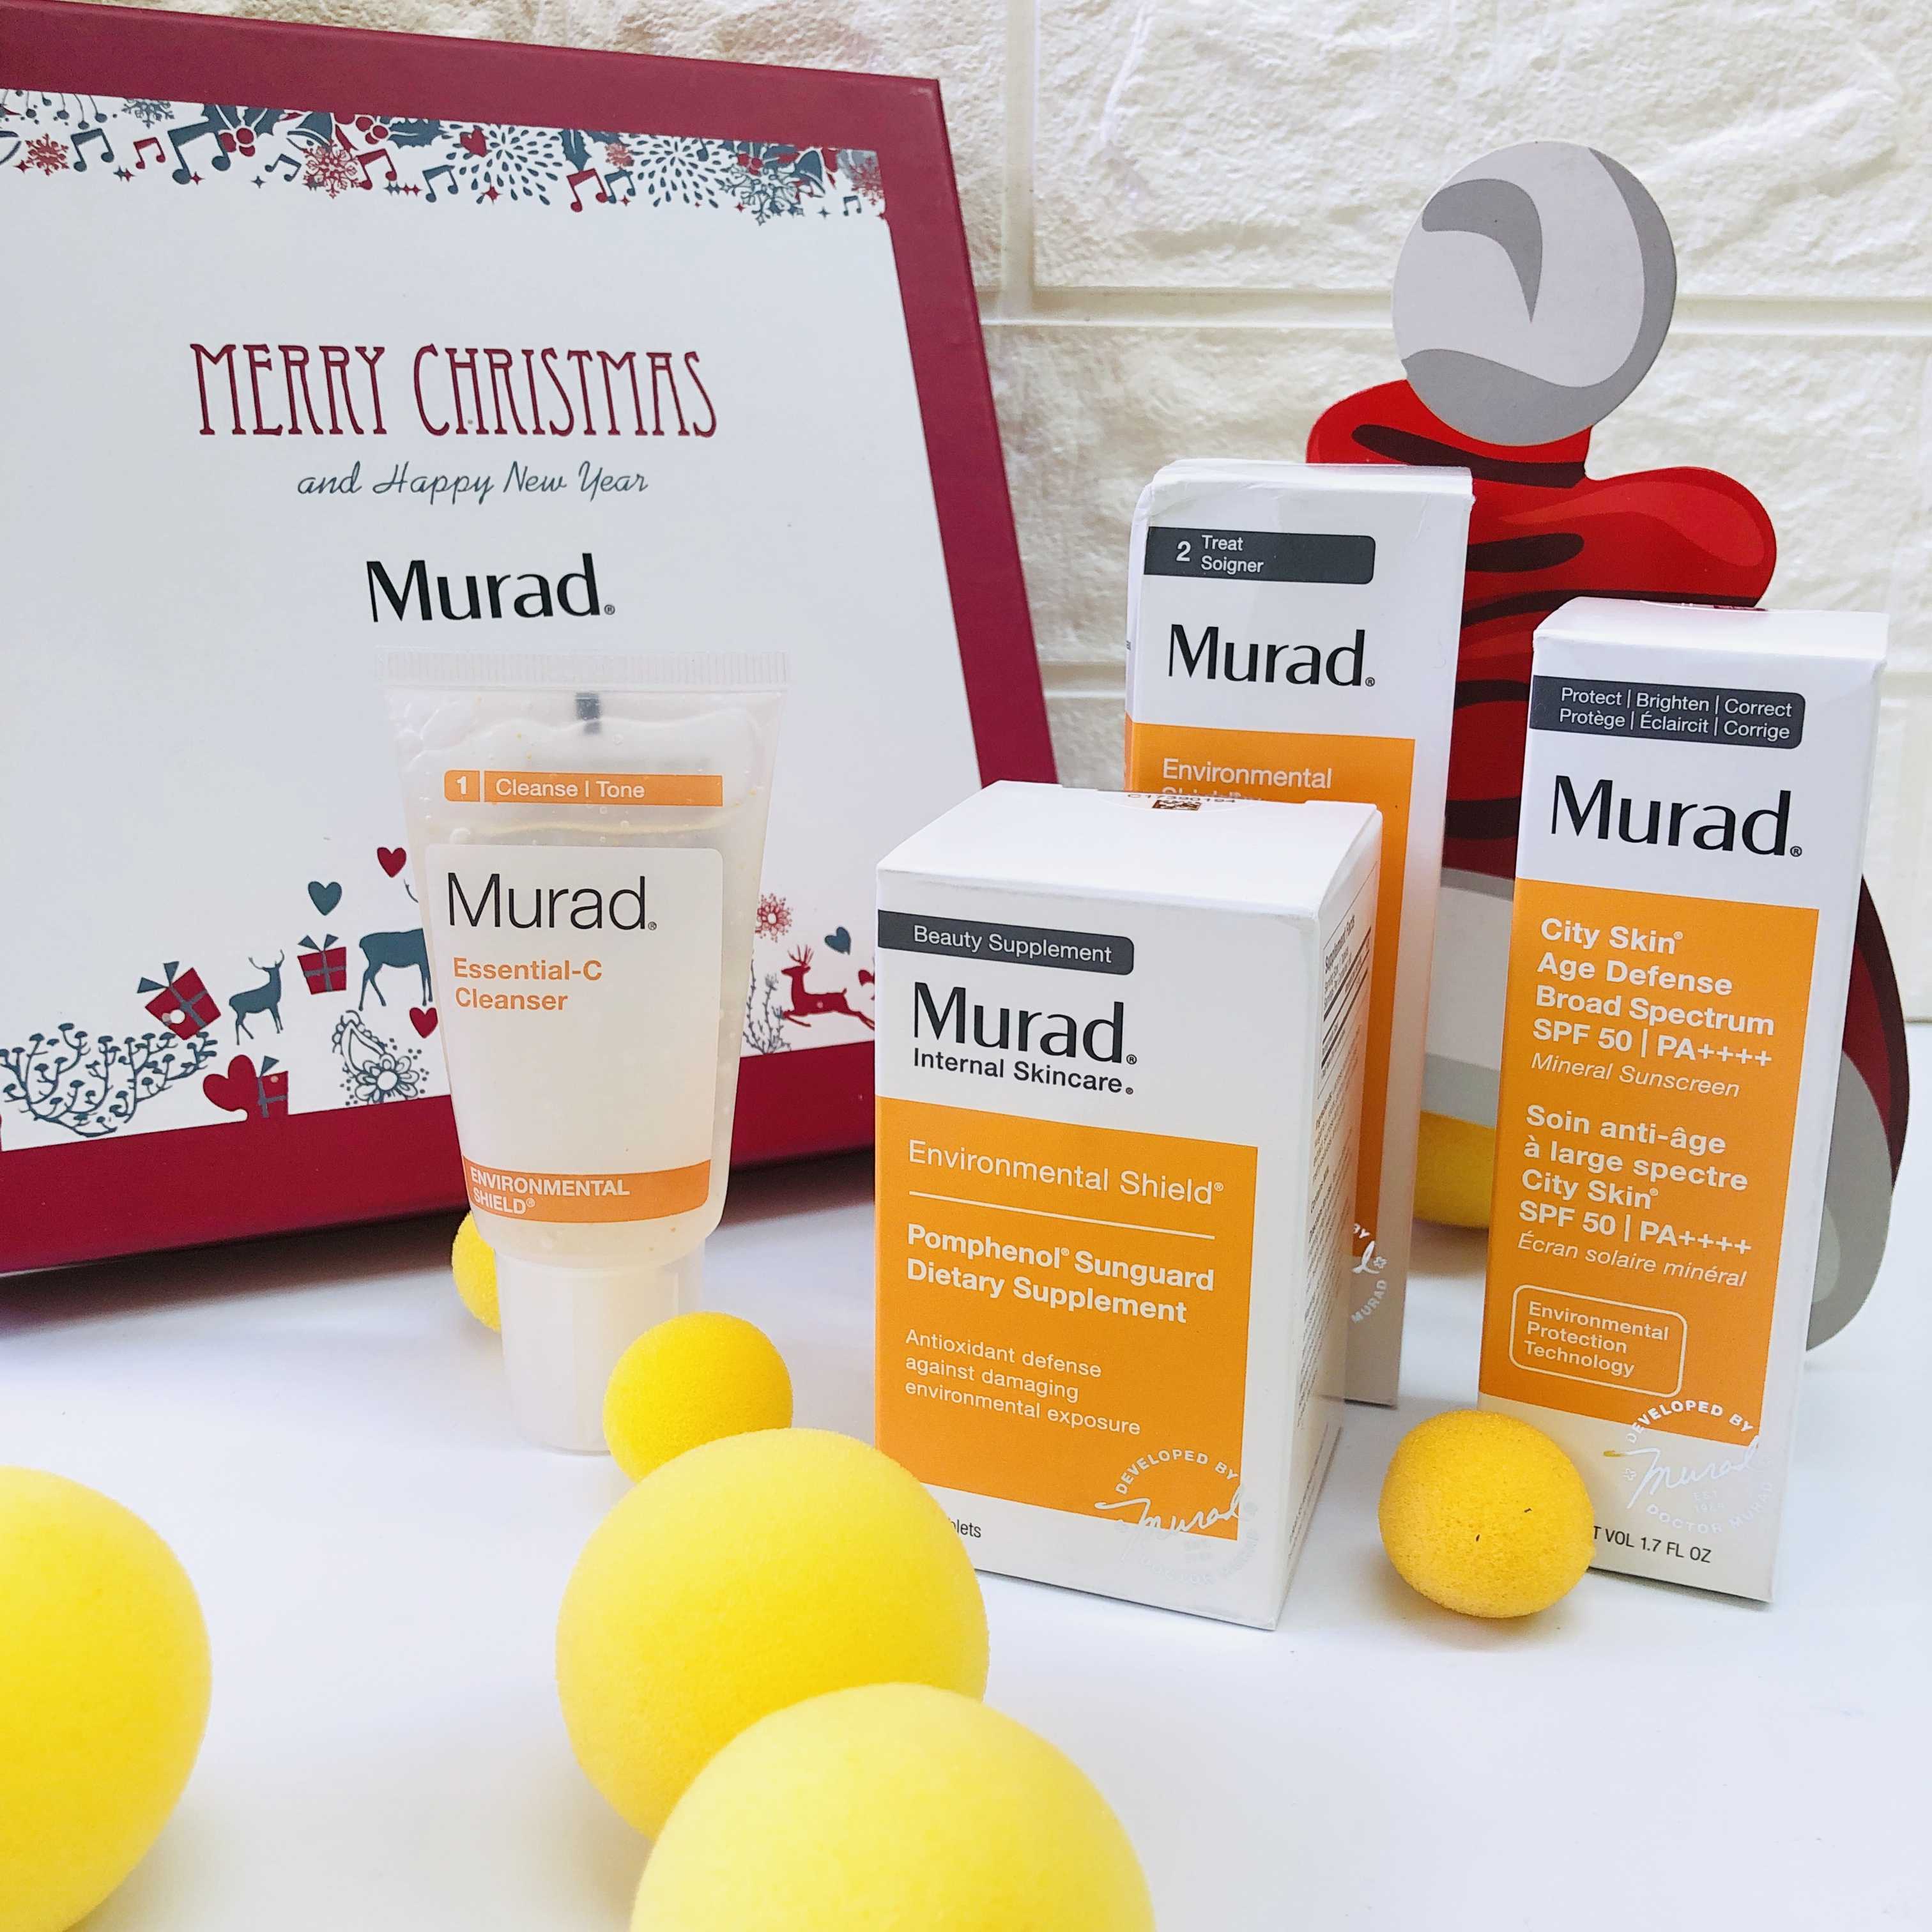 MERRY CHRISTMAS
and Happy New Year
Murad®
1 Cleanse | Tone
Murad®
Essential-C
Cleanser
ENVIRONMENTAL
SHIELD®
Beauty Supplement
Murad®
Internal Skincare®
Environmental Shield®
Pomphenol® Sunguard
Dietary Supplement
Antioxidant defense
against damaging
environmental exposure
DEVELOPED BY
Murad
2 Treat
Soigner
Murad®
Environmental
Protect | Brighten | Correct
Protège | Éclaircit | Corrige
Murad®
City Skin®
Age Defense
Broad Spectrum
SPF 50 | PA++++
Mineral Sunscreen
Soin anti-âge
à large spectre
City Skin®
SPF 50 | PA++++
Écran solaire minéral
Environmental
Protection
Technology
DEVELOPED BY
Murad
DOCTOR MURAD
VOL 1.7 FL OZ